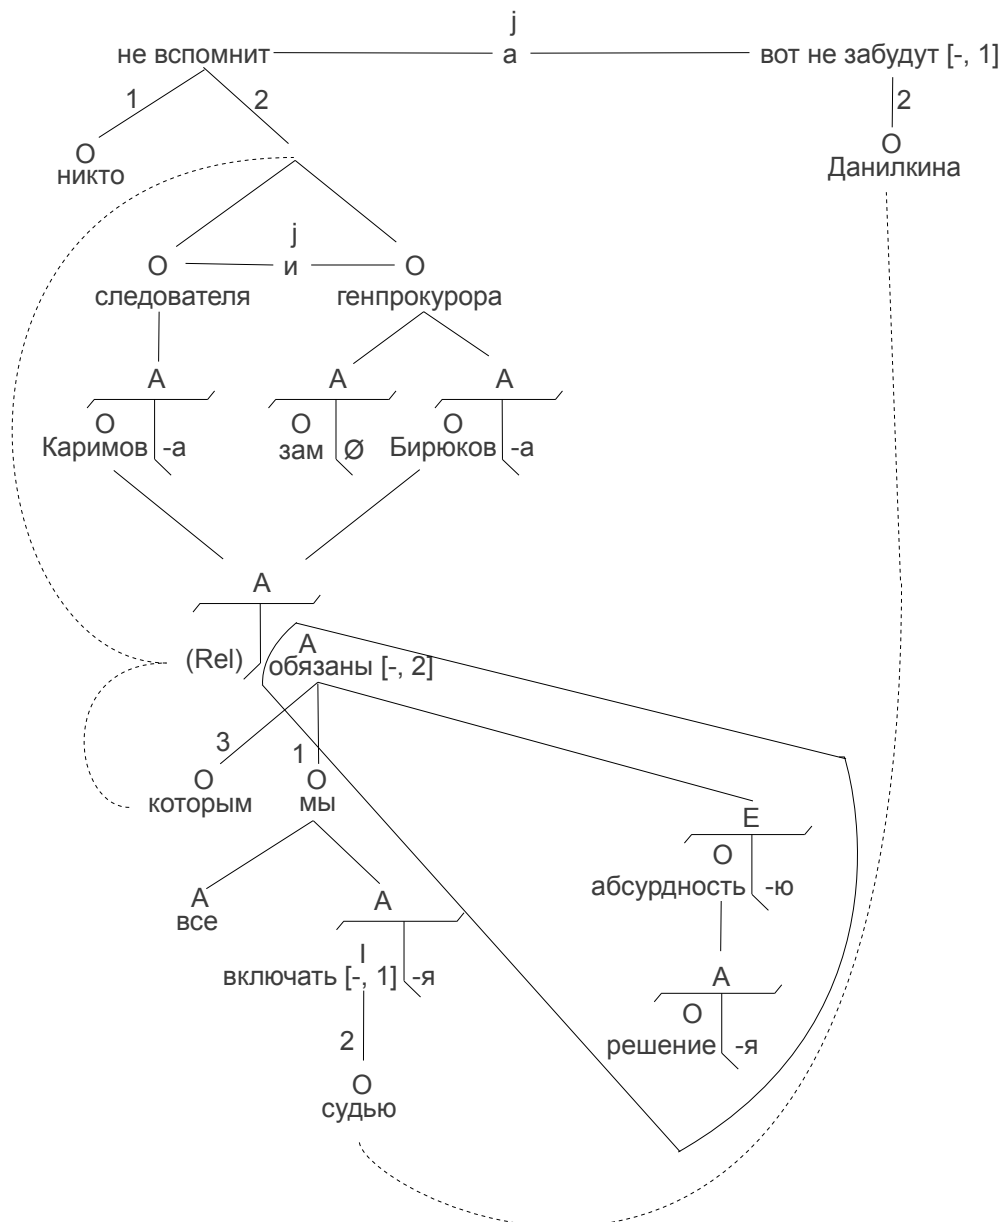 j
не вспомнит а вот не забудут [-, 1]
1 2 2
О О
никто Данилкина
j
О и О
следователя генпрокурора
А А А
О О О
Каримов -а зам Ø Бирюков -а
А
(Rel) А
обязаны [-, 2]
3 1
О О
которым мы
Е
О
абсурдность -ю
А А
все
I
включать [-, 1] -я
А
О
решение -я
2
О
судью